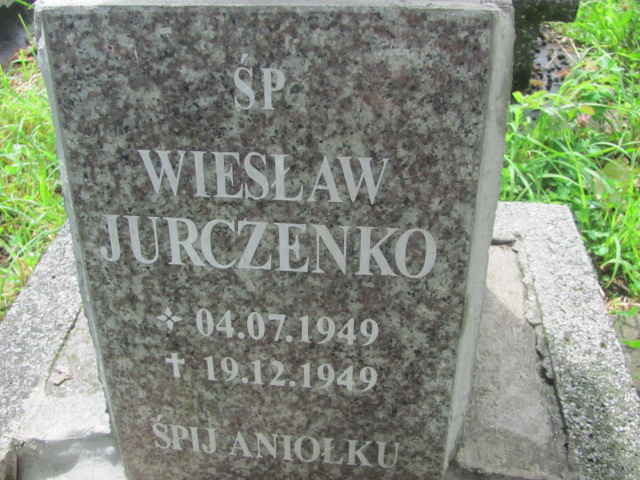 ŚP
WIESŁAW
JURCZENKO
04.07.1949
19.12.1949
ŚPIJ ANIOŁKU